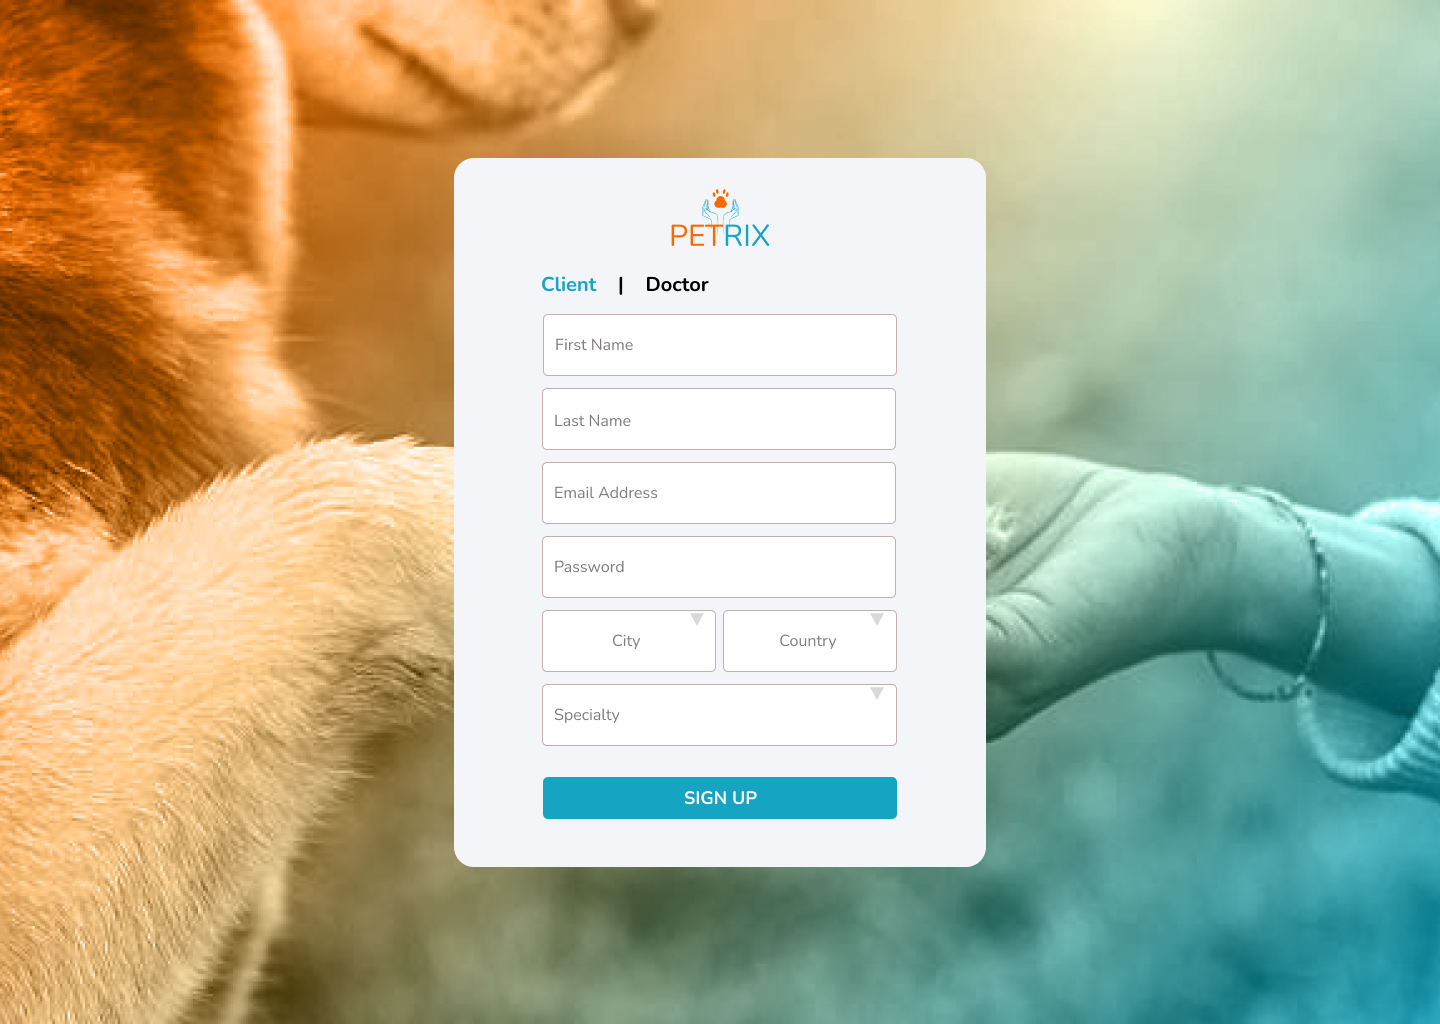 PETRIX
Client | Doctor
First Name
Last Name
Email Address
Password
City Country
Specialty
SIGN UP